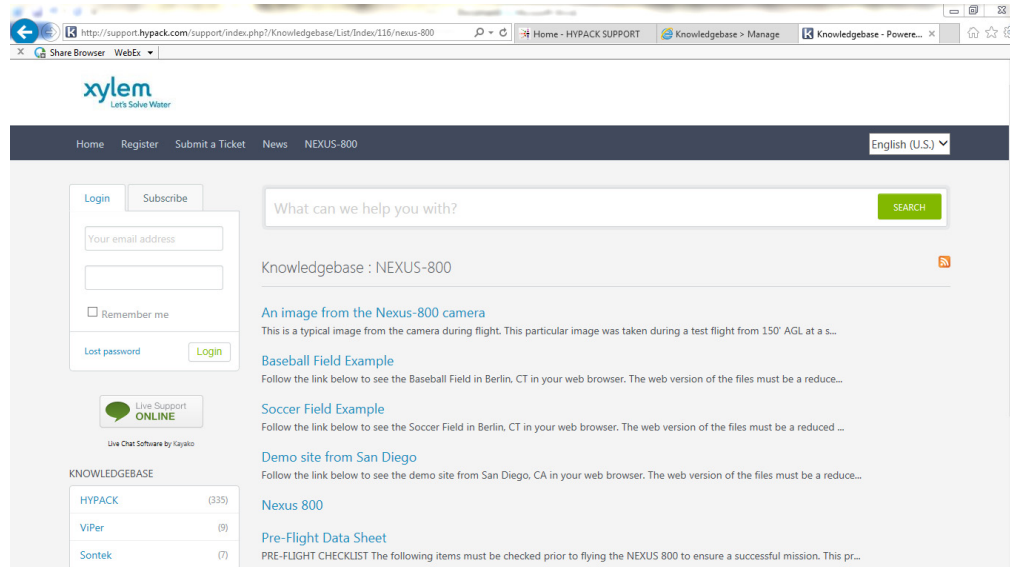 http://support.hypack.com/support/index.php?/Knowledgebase/List/Index/116/nexus-800
Home - HYPACK SUPPORT
Knowledgebase > Manage
Knowledgebase - Powere...
Share Browser WebEx
xylem
Let's Solve Water
Home Register Submit a Ticket News NEXUS-800
English (U.S.)
Login Subscribe
What can we help you with?
SEARCH
Your email address
Knowledgebase : NEXUS-800
Remember me
An image from the Nexus-800 camera
This is a typical image from the camera during flight. This particular image was taken during a test flight from 150' AGL at a s...
Lost password Login
Baseball Field Example
Follow the link below to see the Baseball Field in Berlin, CT in your web browser. The web version of the files must be a reduce...
Live Support
ONLINE
Live Chat Software by Kayako
Soccer Field Example
Follow the link below to see the Soccer Field in Berlin, CT in your web browser. The web version of the files must be a reduced ...
Demo site from San Diego
Follow the link below to see the demo site from San Diego, CA in your web browser. The web version of the files must be a reduce...
KNOWLEDGEBASE
HYPACK (335)
ViPer (9)
Sontek (7)
Nexus 800
Pre-Flight Data Sheet
PRE-FLIGHT CHECKLIST The following items must be checked prior to flying the NEXUS 800 to ensure a successful mission. This pr...